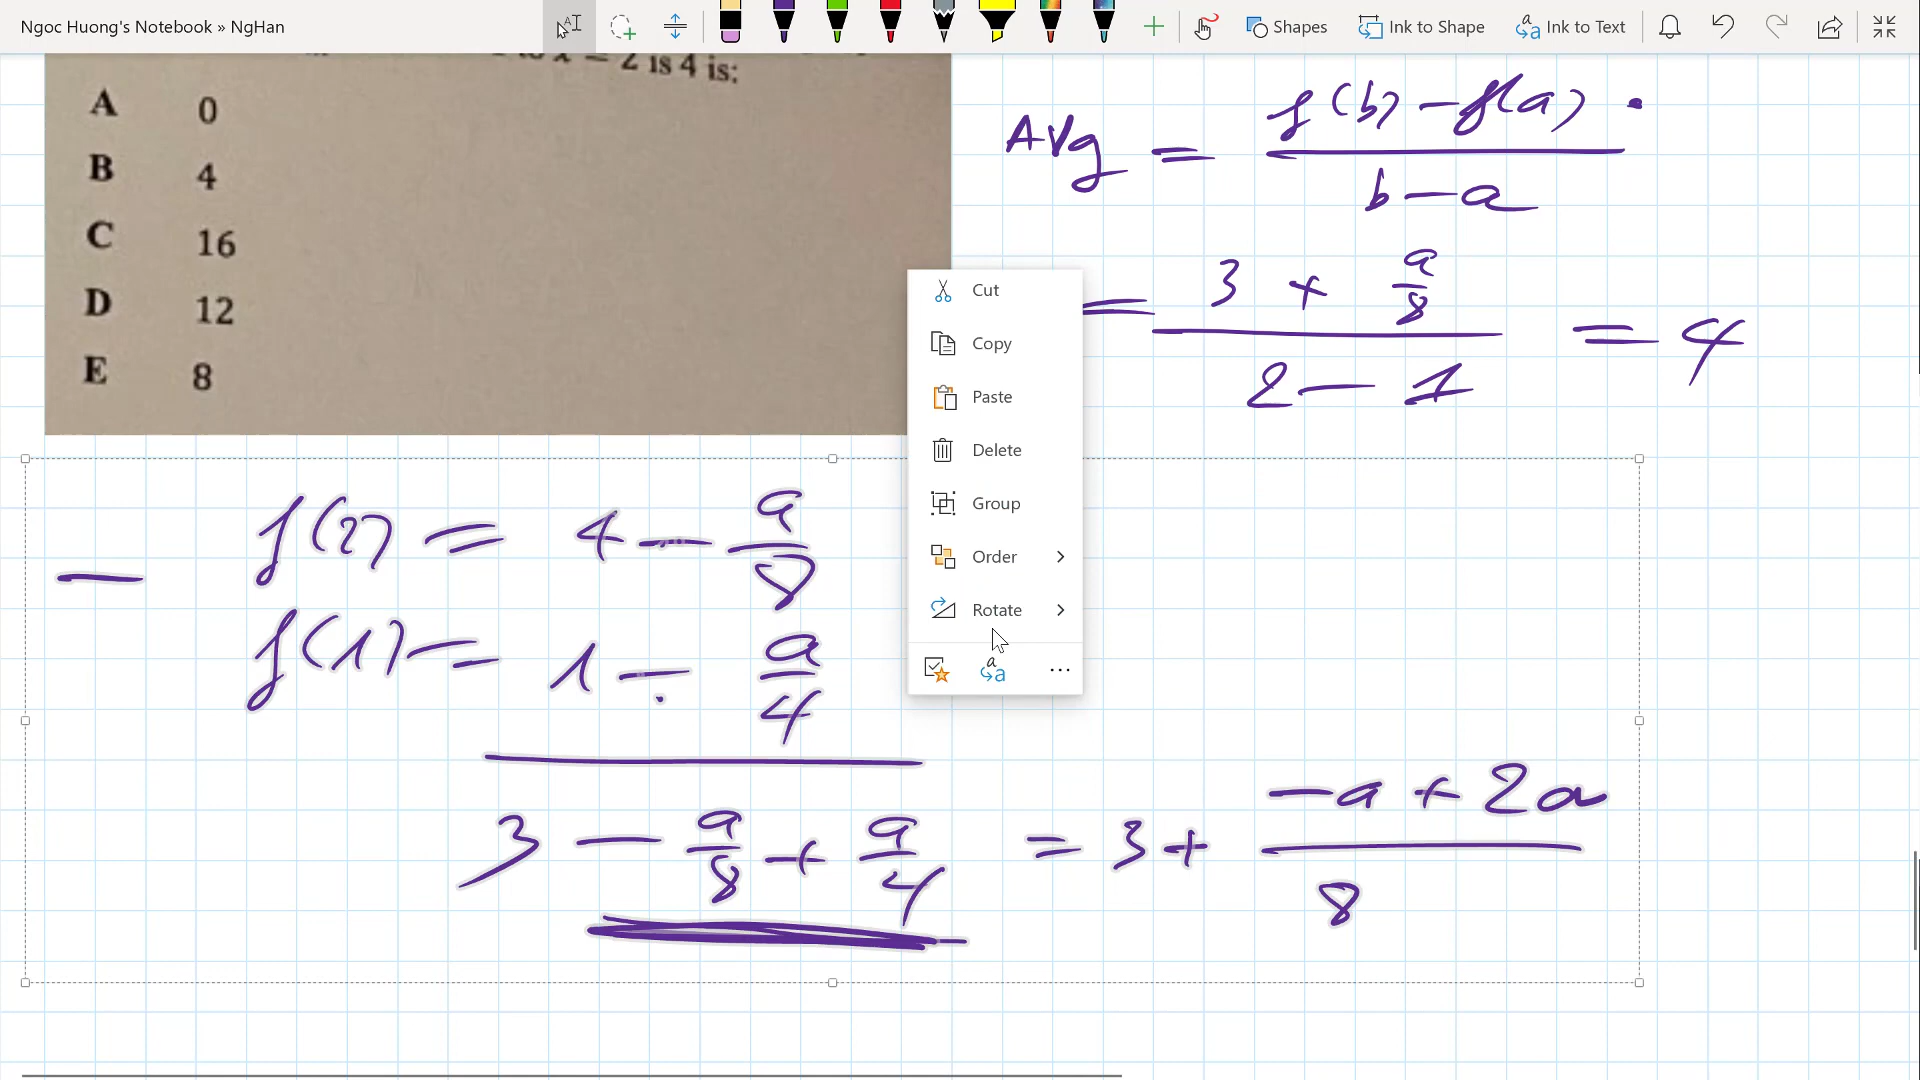 Ngoc Huong's Notebook » NgHan
Shapes
Ink to Shape
Ink to Text
x = 2 is 4 is:
A 0
B 4
C 16
D 12
E 8
Avg = f(b) - f(a) / b - a
= 3 + a/8 / 2 - 1 = 4
Cut
Copy
Paste
Delete
Group
Order
Rotate
f(2) = 4 - a/8
f(1) = 1 - a/4
3 - a/8 + a/4 = 3 + -a + 2a / 8